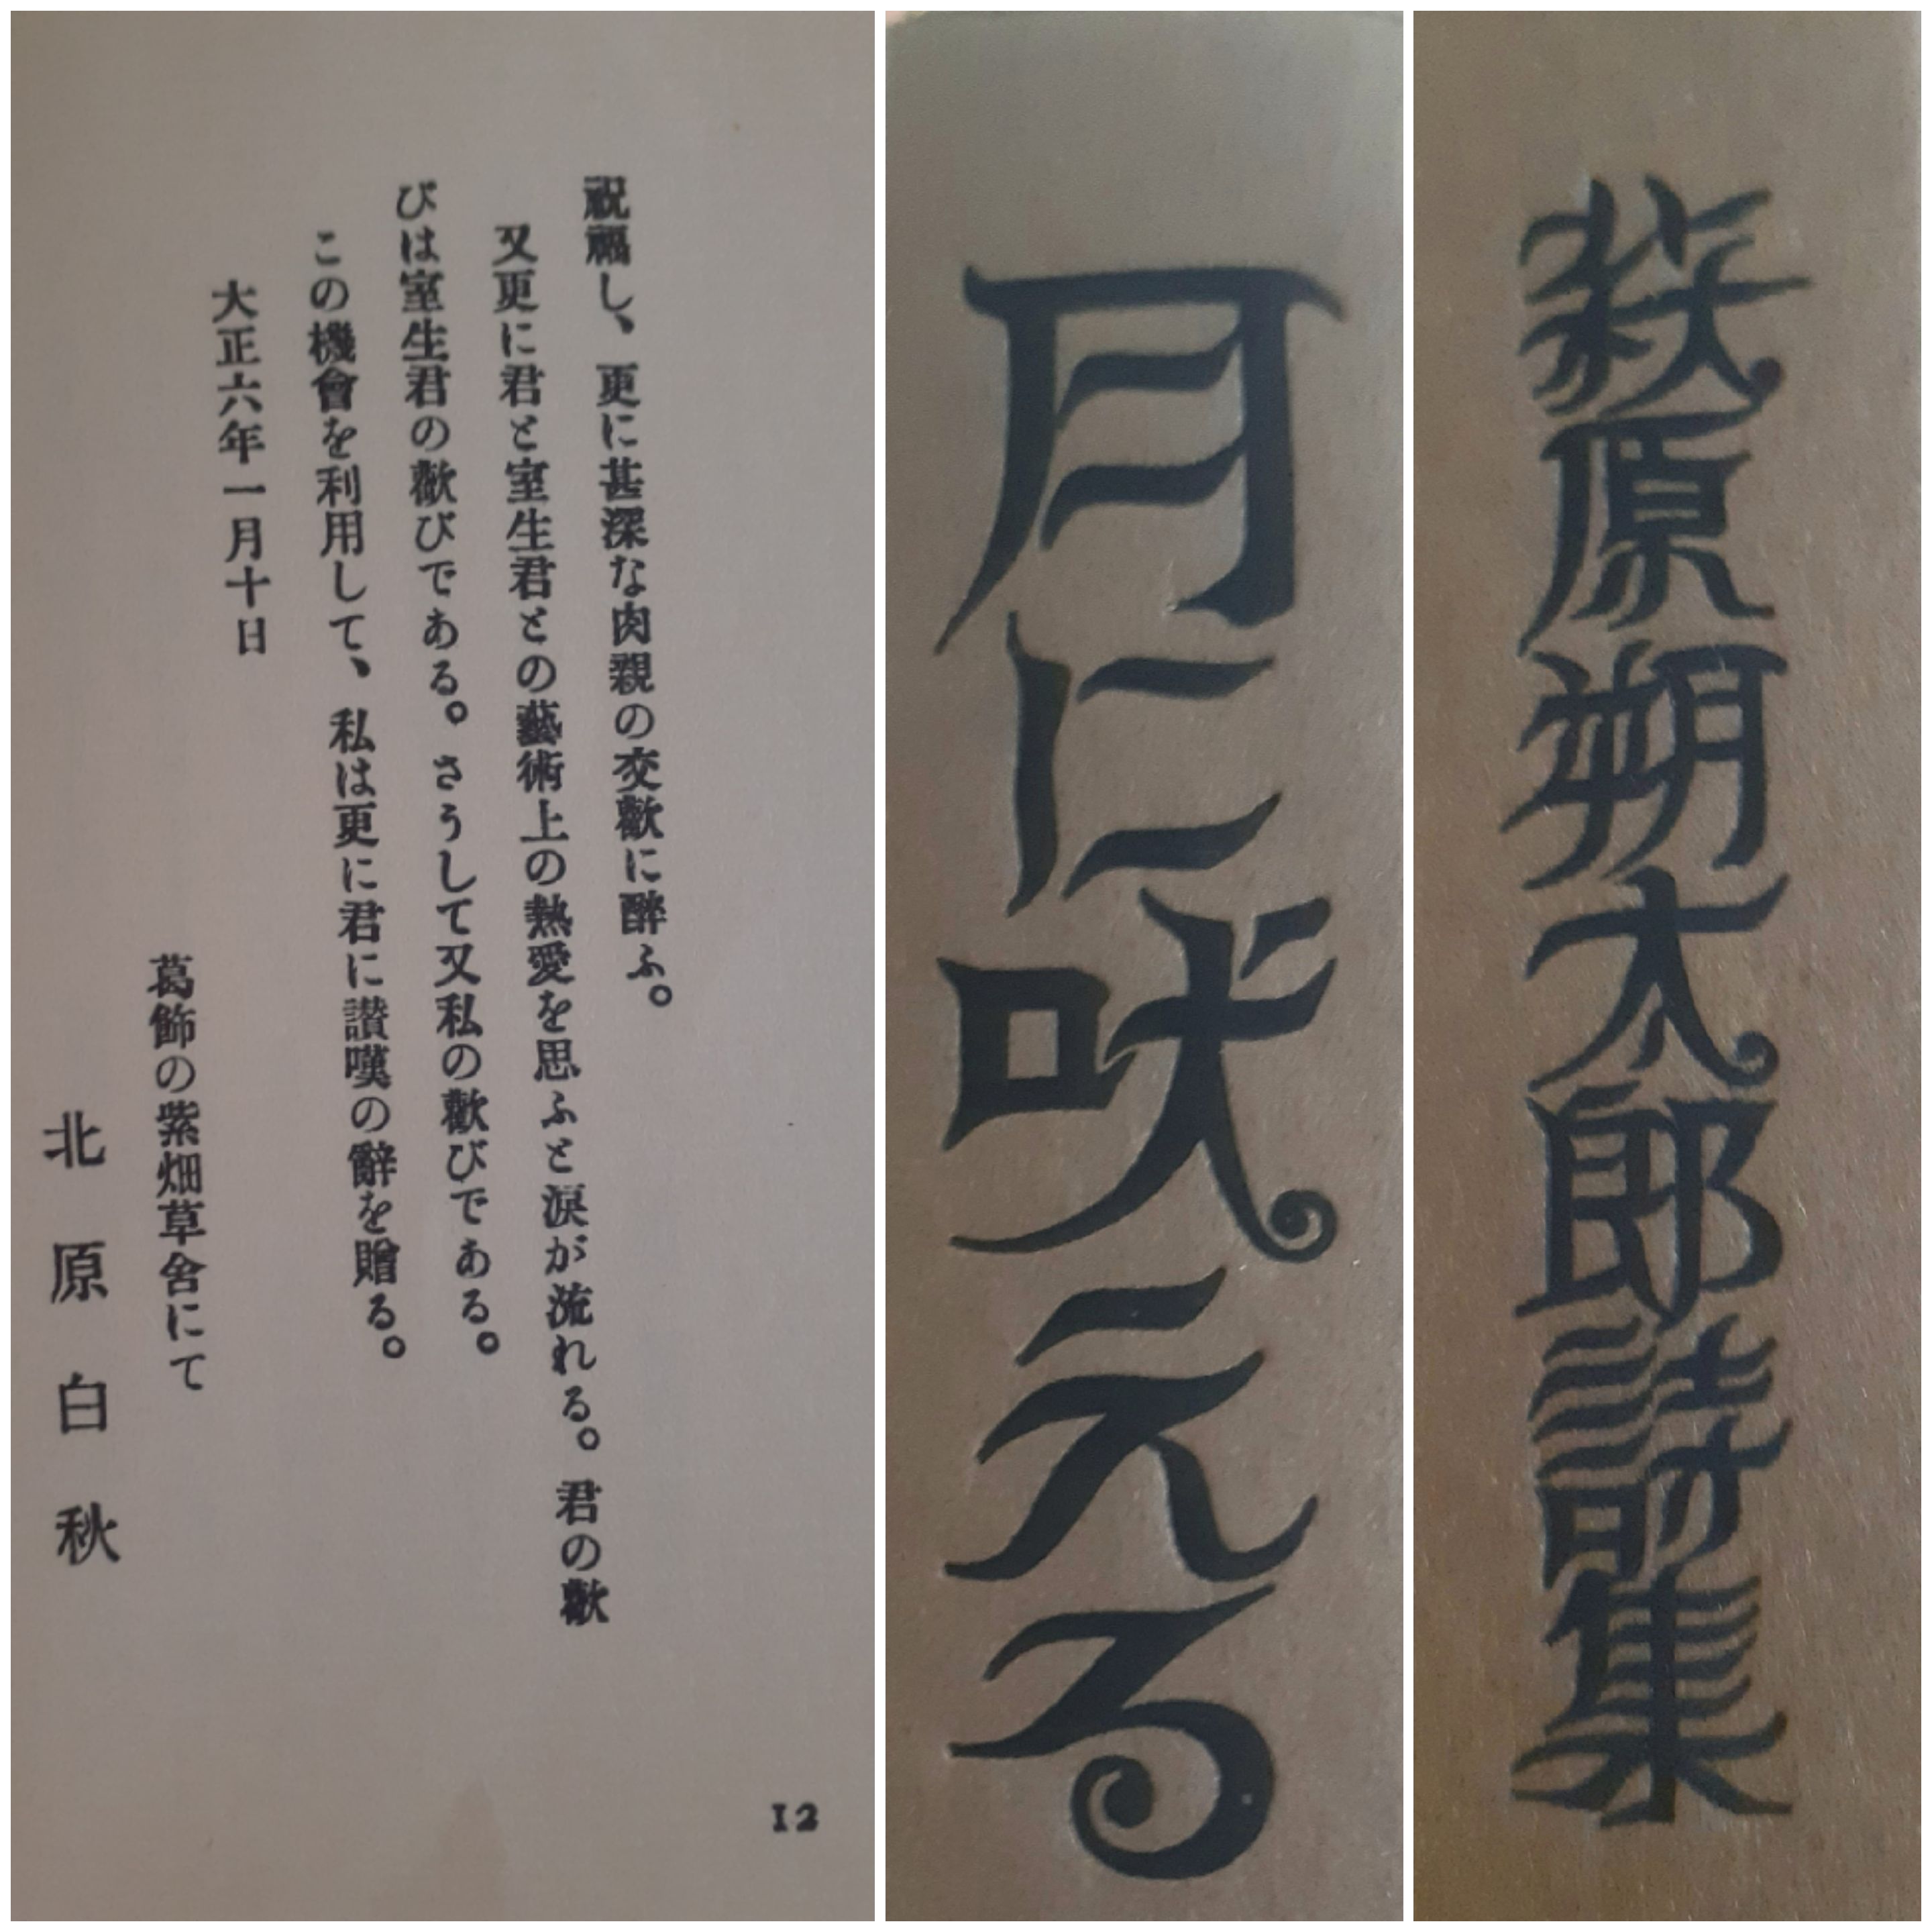 祝福し、更に甚深な肉親の交歡に醉ふ。
又更に君と室生君との藝術上の熱愛を思ふと涙が流れる。君の歡
びは室生君の歡びである。さうして又私の歡びである。
この機會を利用して、私は更に君に讃嘆の辭を贈る。
大正六年一月十日
葛飾の紫烟草舍にて
北原白秋
12
月に吠える
萩原朔太郎詩集